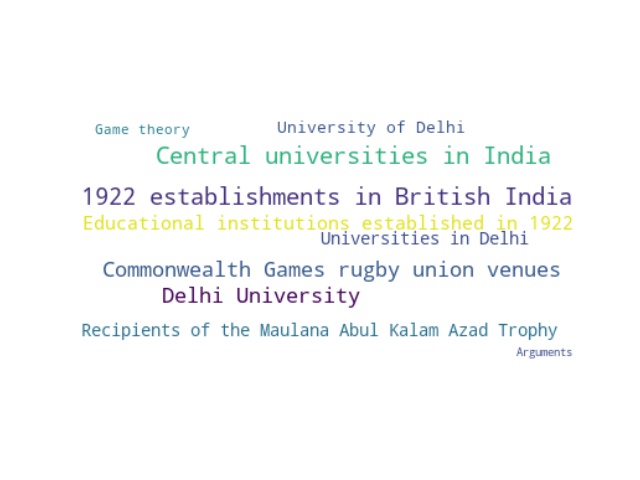 Game theory
University of Delhi
Central universities in India
1922 establishments in British India
Educational institutions established in 1922
Universities in Delhi
Commonwealth Games rugby union venues
Delhi University
Recipients of the Maulana Abul Kalam Azad Trophy
Arguments